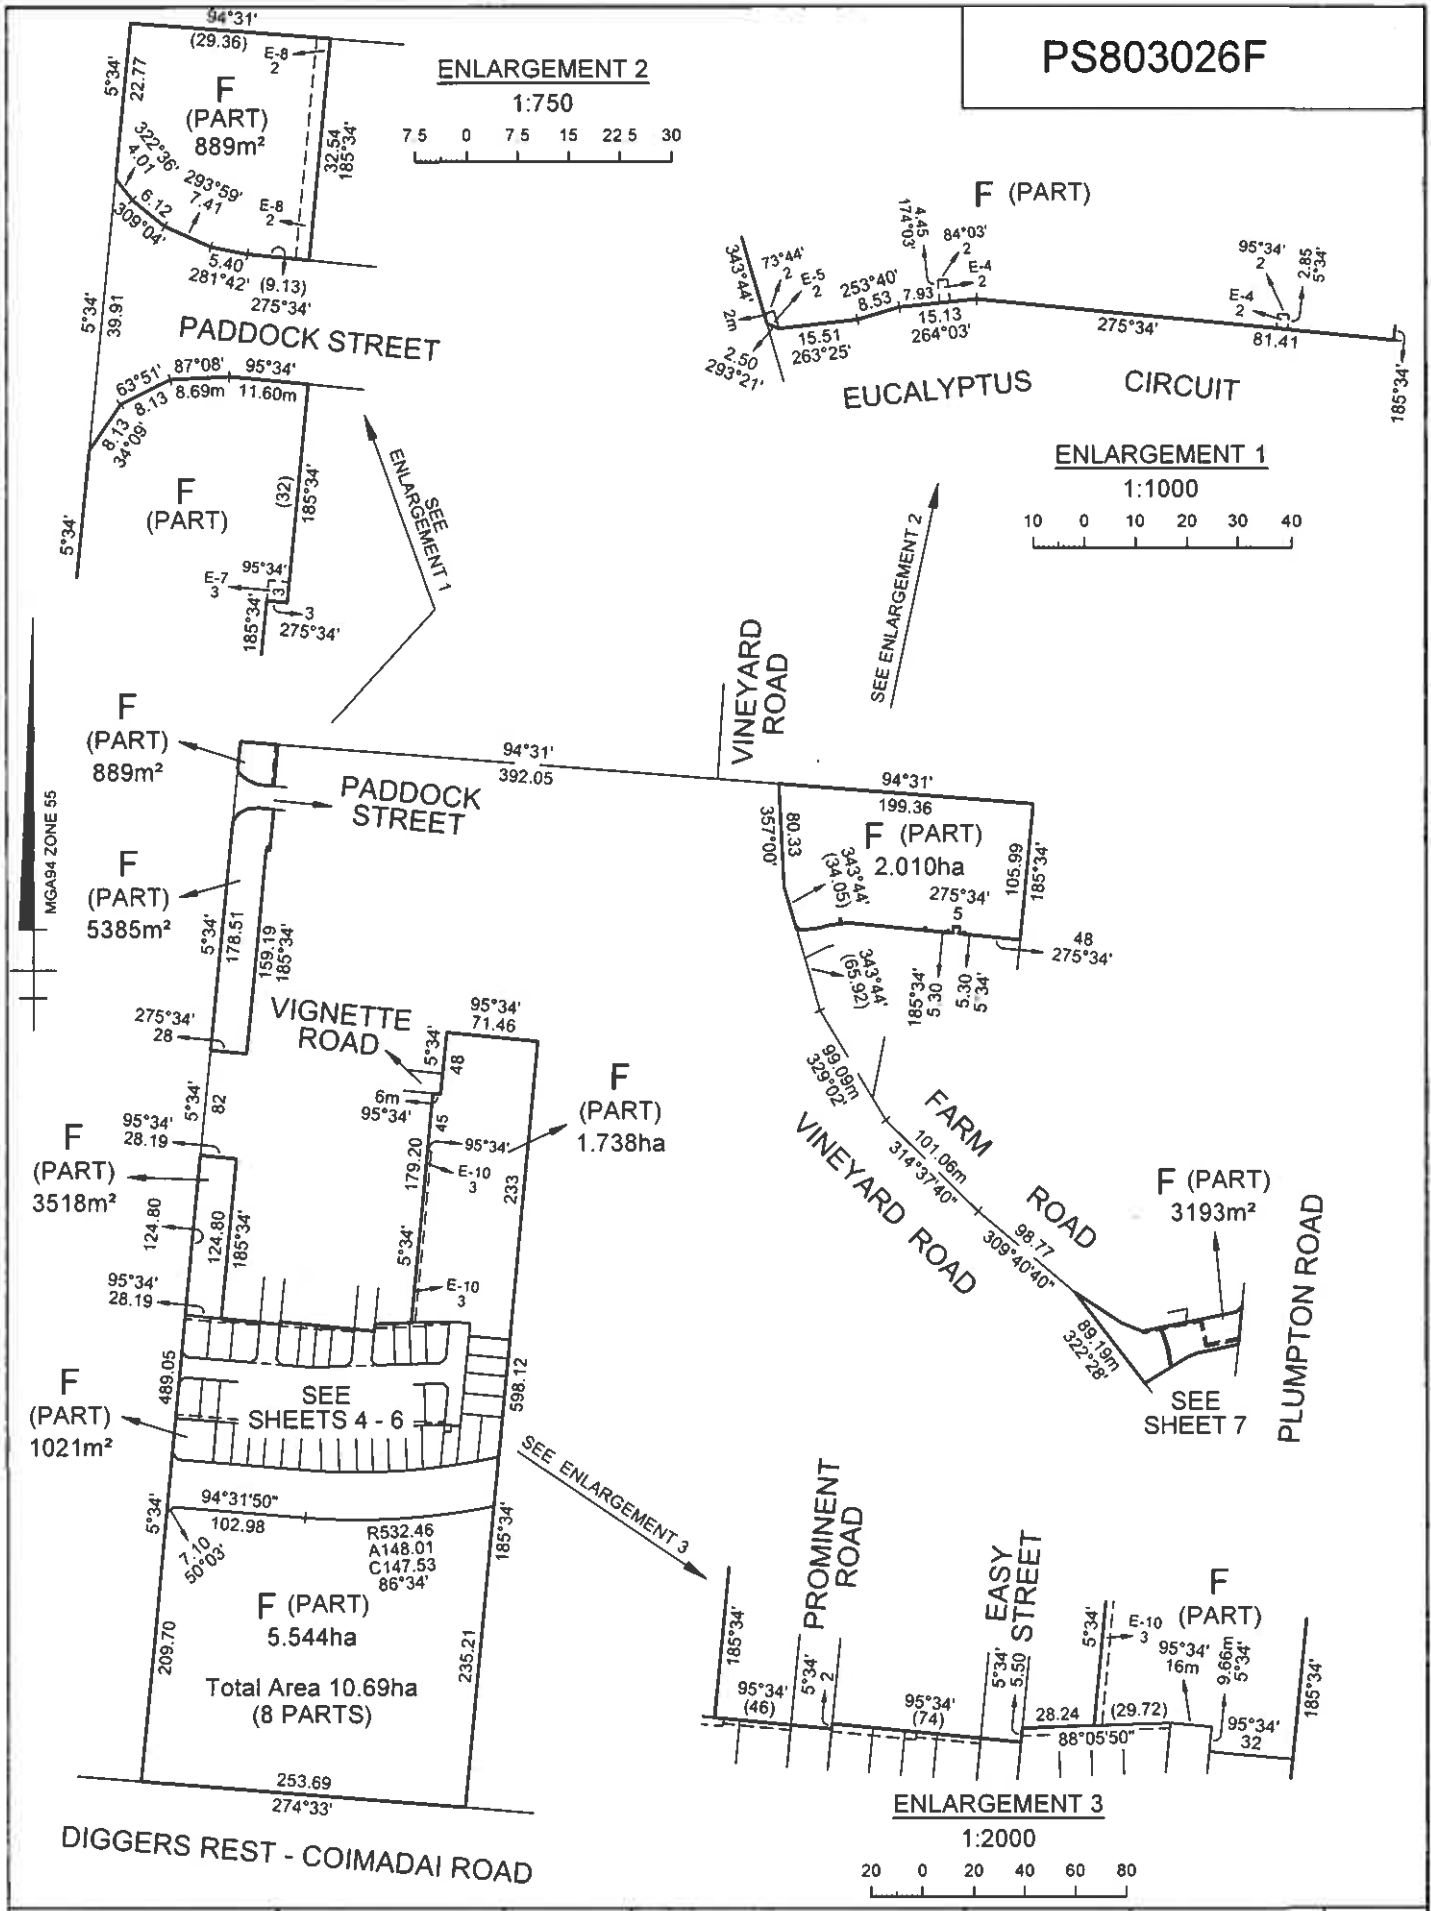 PS803026F
ENLARGEMENT 2
1:750
7 5 0 7 5 15 22 5 30
94°31'
(29.36)
E-8
2
5°34'
22.77
F
(PART)
889m²
32.54
185°34'
322°36'
4.01
293°59'
7.41
6.12
309°04'
E-8
2
5.40
281°42'
(9.13)
275°34'
5°34'
39.91
PADDOCK STREET
63°51'
8.13
87°08'
8.69m
95°34'
11.60m
8.13
34°09'
F
(PART)
(32)
185°34'
5°34'
E-7
3
95°34'
3
3
275°34'
185°34'
SEE
ENLARGEMENT 1
F (PART)
343°44'
73°44'
2
E-5
2
2m
2.50
293°21'
15.51
263°25'
253°40'
8.53
4.45
174°03'
84°03'
2
E-4
2
7.93
15.13
264°03'
275°34'
81.41
95°34'
2
2.85
5°34'
E-4
2
185°34'
EUCALYPTUS CIRCUIT
ENLARGEMENT 1
1:1000
10 0 10 20 30 40
SEE ENLARGEMENT 2
MGA94 ZONE 55
F
(PART)
889m²
94°31'
392.05
VINEYARD
ROAD
PADDOCK
STREET
94°31'
199.36
F (PART)
2.010ha
80.33
357°00'
343°44'
(34.05)
275°34'
5
105.99
185°34'
48
275°34'
185°34'
5.30
5.30
5°34'
343°44'
(65.92)
F
(PART)
5385m²
5°34'
178.51
159.19
185°34'
275°34'
28
VIGNETTE
ROAD
95°34'
71.46
5°34'
48
6m
95°34'
45
95°34'
E-10
3
179.20
5°34'
233
F
(PART)
1.738ha
E-10
3
5°34'
82
95°34'
28.19
F
(PART)
3518m²
124.80
124.80
185°34'
95°34'
28.19
99.09m
329°02'
FARM
ROAD
101.06m
314°37'40"
VINEYARD ROAD
98.77
309°40'40"
F (PART)
3193m²
PLUMPTON ROAD
89.19m
322°28'
SEE
SHEET 7
489.05
598.12
SEE
SHEETS 4 - 6
F
(PART)
1021m²
SEE ENLARGEMENT 3
5°34'
94°31'50"
102.98
7.10
50°03'
R532.46
A148.01
C147.53
86°34'
185°34'
F (PART)
5.544ha
209.70
235.21
Total Area 10.69ha
(8 PARTS)
253.69
274°33'
DIGGERS REST - COIMADAI ROAD
185°34'
95°34'
(46)
5°34'
2
PROMINENT
ROAD
95°34'
(74)
EASY
STREET
5°34'
5.50
28.24
88°05'50"
(29.72)
5°34'
E-10
3
F
(PART)
95°34'
16m
9.66m
5°34'
95°34'
32
185°34'
ENLARGEMENT 3
1:2000
20 0 20 40 60 80